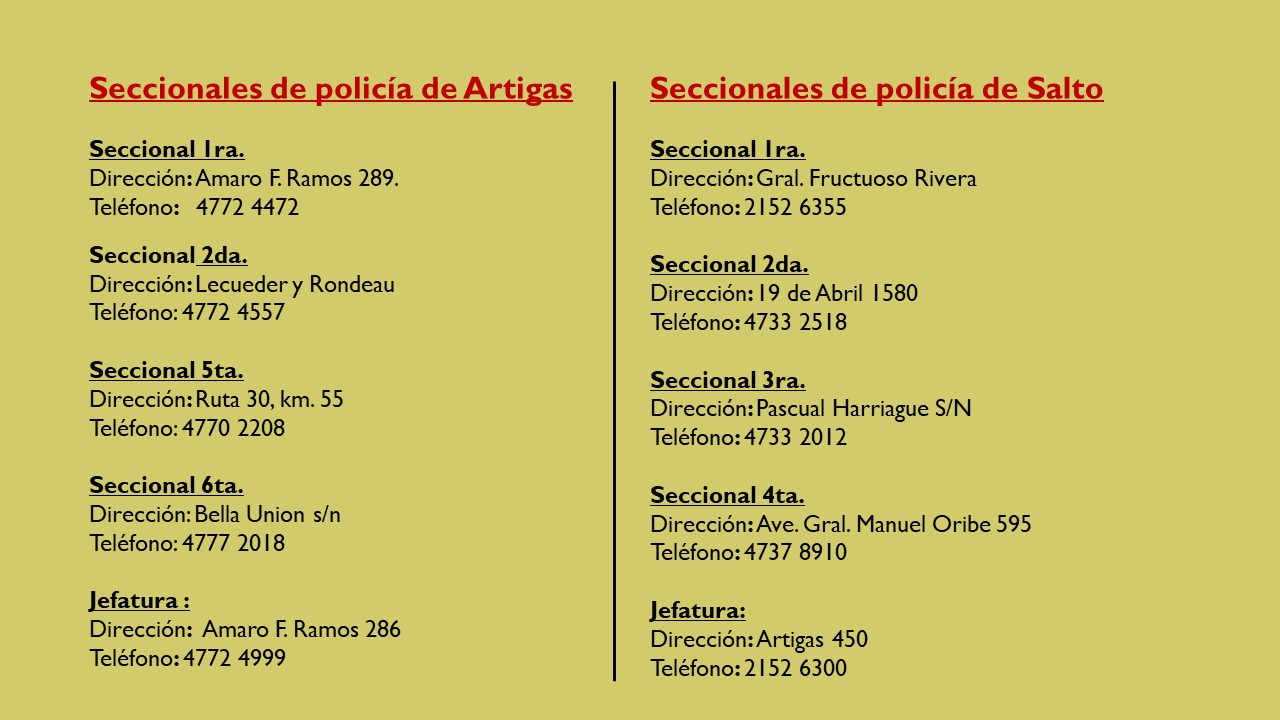 Seccionales de policía de Artigas
Seccional 1ra.
Dirección: Amaro F. Ramos 289.
Teléfono: 4772 4472
Seccional 2da.
Dirección: Lecueder y Rondeau
Teléfono: 4772 4557
Seccional 5ta.
Dirección: Ruta 30, km. 55
Teléfono: 4770 2208
Seccional 6ta.
Dirección: Bella Union s/n
Teléfono: 4777 2018
Jefatura :
Dirección: Amaro F. Ramos 286
Teléfono: 4772 4999
Seccionales de policía de Salto
Seccional 1ra.
Dirección: Gral. Fructuoso Rivera
Teléfono: 2152 6355
Seccional 2da.
Dirección: 19 de Abril 1580
Teléfono: 4733 2518
Seccional 3ra.
Dirección: Pascual Harriague S/N
Teléfono: 4733 2012
Seccional 4ta.
Dirección: Ave. Gral. Manuel Oribe 595
Teléfono: 4737 8910
Jefatura:
Dirección: Artigas 450
Teléfono: 2152 6300